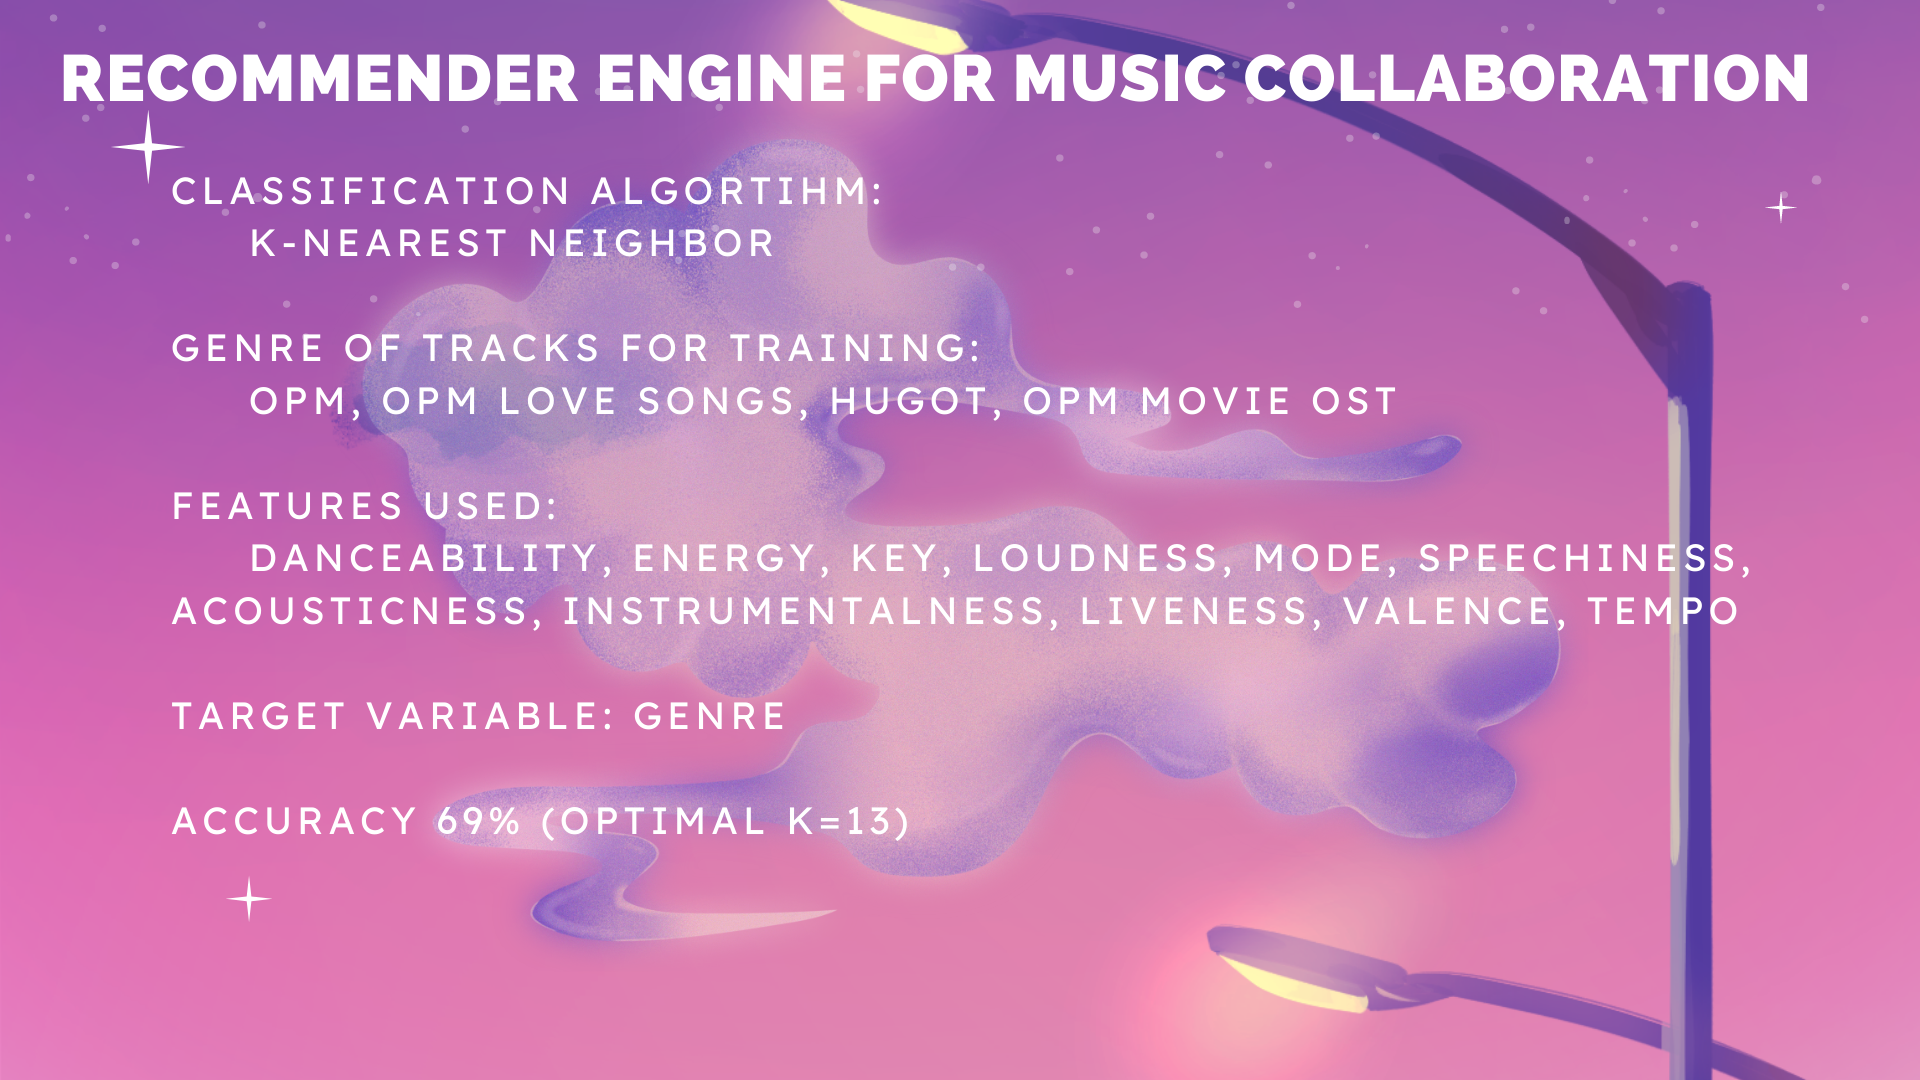 RECOMMENDER ENGINE FOR MUSIC COLLABORATION
CLASSIFICATION ALGORTIHM:
K-NEAREST NEIGHBOR
GENRE OF TRACKS FOR TRAINING:
OPM, OPM LOVE SONGS, HUGOT, OPM MOVIE OST
FEATURES USED:
DANCEABILITY, ENERGY, KEY, LOUDNESS, MODE, SPEECHINESS,
ACOUSTICNESS, INSTRUMENTALNESS, LIVENESS, VALENCE, TEMPO
TARGET VARIABLE: GENRE
ACCURACY 69% (OPTIMAL K=13)